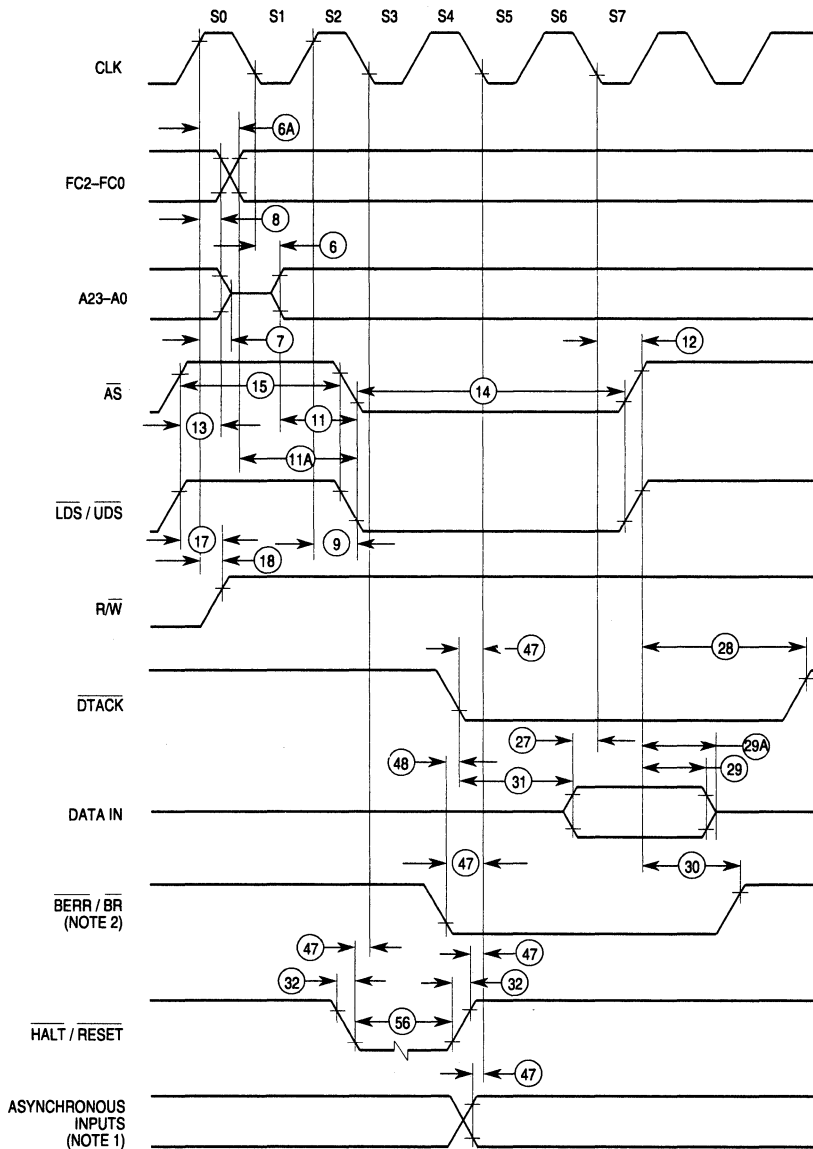 S0 S1 S2 S3 S4 S5 S6 S7
CLK
6A
FC2–FC0
8
6
A23–A0
7
12
AS
15
14
13
11
11A
LDS / UDS
17
9
18
R/W
47
28
DTACK
27
29A
48
31
29
DATA IN
47
30
BERR / BR
(NOTE 2)
47
47
32
32
HALT / RESET
56
47
ASYNCHRONOUS
INPUTS
(NOTE 1)